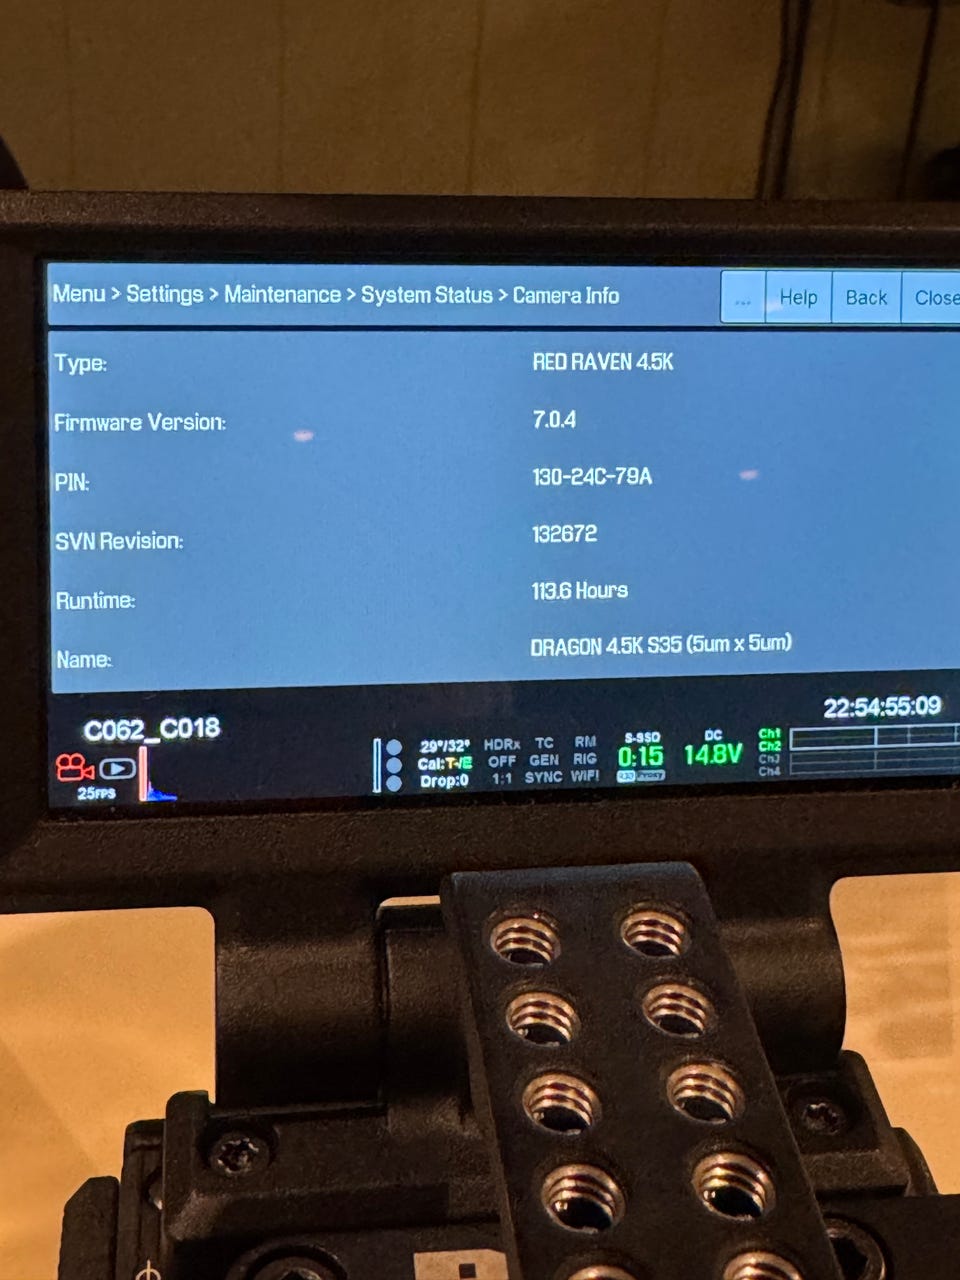 Menu > Settings > Maintenance > System Status > Camera Info ... Help Back Close
Type: RED RAVEN 4.5K
Firmware Version: 7.0.4
PIN: 130-24C-79A
SVN Revision: 132672
Runtime: 113.6 Hours
Name: DRAGON 4.5K S35 (5um x 5um)
C062_C018 22:54:55:09
29°/32° HDRx TC RM S-SSD DC Ch1
Cal:T-/E OFF GEN RIG 0:15 14.8V Ch2
Drop:0 1:1 SYNC WiFi R3D Proxy Ch3
25FPS Ch4